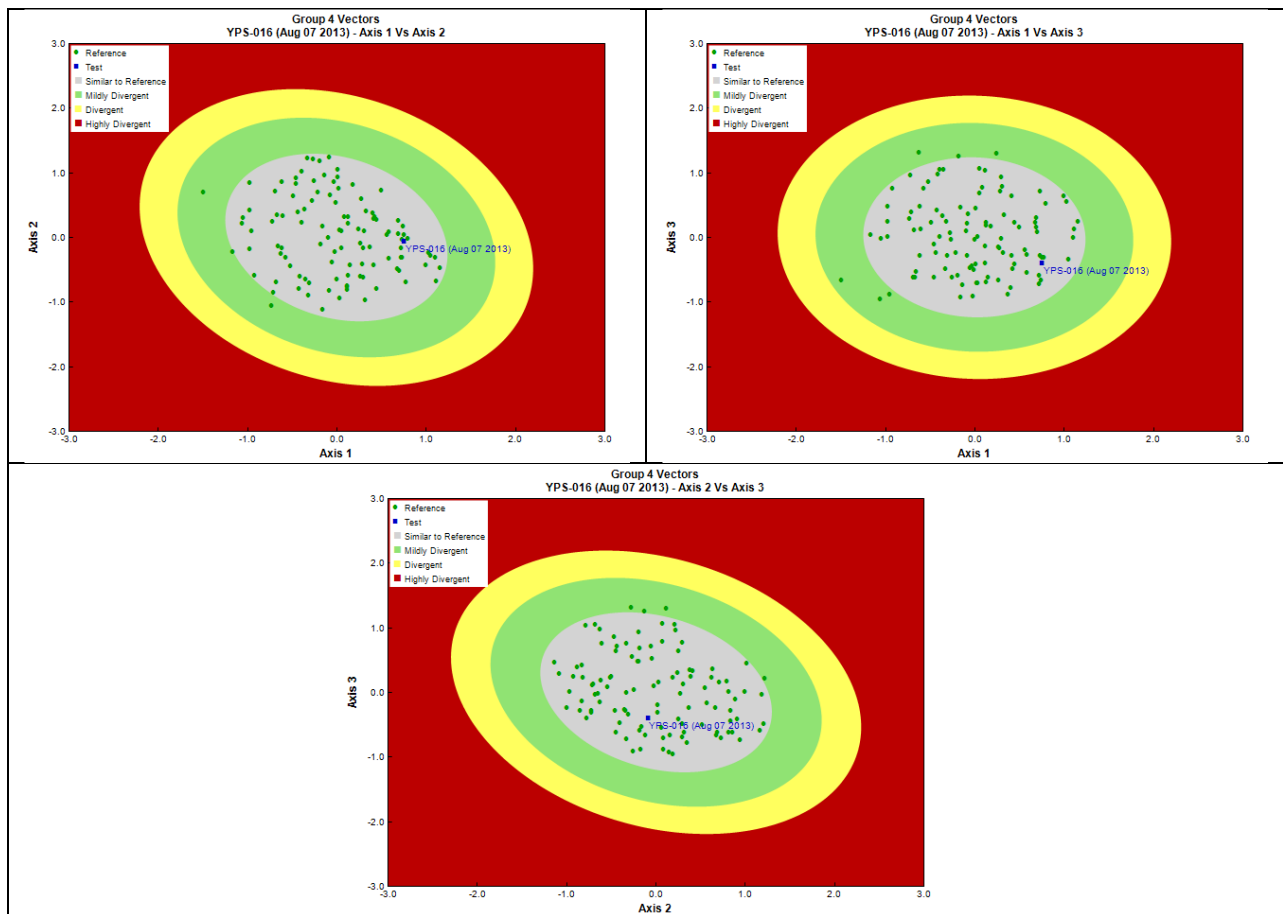 Group 4 Vectors
YPS-016 (Aug 07 2013) - Axis 1 Vs Axis 2
3.0
2.0
1.0
0.0
-1.0
-2.0
-3.0
Axis 2
Reference
Test
Similar to Reference
Mildly Divergent
Divergent
Highly Divergent
YPS-016 (Aug 07 2013)
-3.0 -2.0 -1.0 0.0 1.0 2.0 3.0
Axis 1
Group 4 Vectors
YPS-016 (Aug 07 2013) - Axis 1 Vs Axis 3
3.0
2.0
1.0
0.0
-1.0
-2.0
-3.0
Axis 3
Reference
Test
Similar to Reference
Mildly Divergent
Divergent
Highly Divergent
YPS-016 (Aug 07 2013)
-3.0 -2.0 -1.0 0.0 1.0 2.0 3.0
Axis 1
Group 4 Vectors
YPS-016 (Aug 07 2013) - Axis 2 Vs Axis 3
3.0
2.0
1.0
0.0
-1.0
-2.0
-3.0
Axis 3
Reference
Test
Similar to Reference
Mildly Divergent
Divergent
Highly Divergent
YPS-016 (Aug 07 2013)
-3.0 -2.0 -1.0 0.0 1.0 2.0 3.0
Axis 2